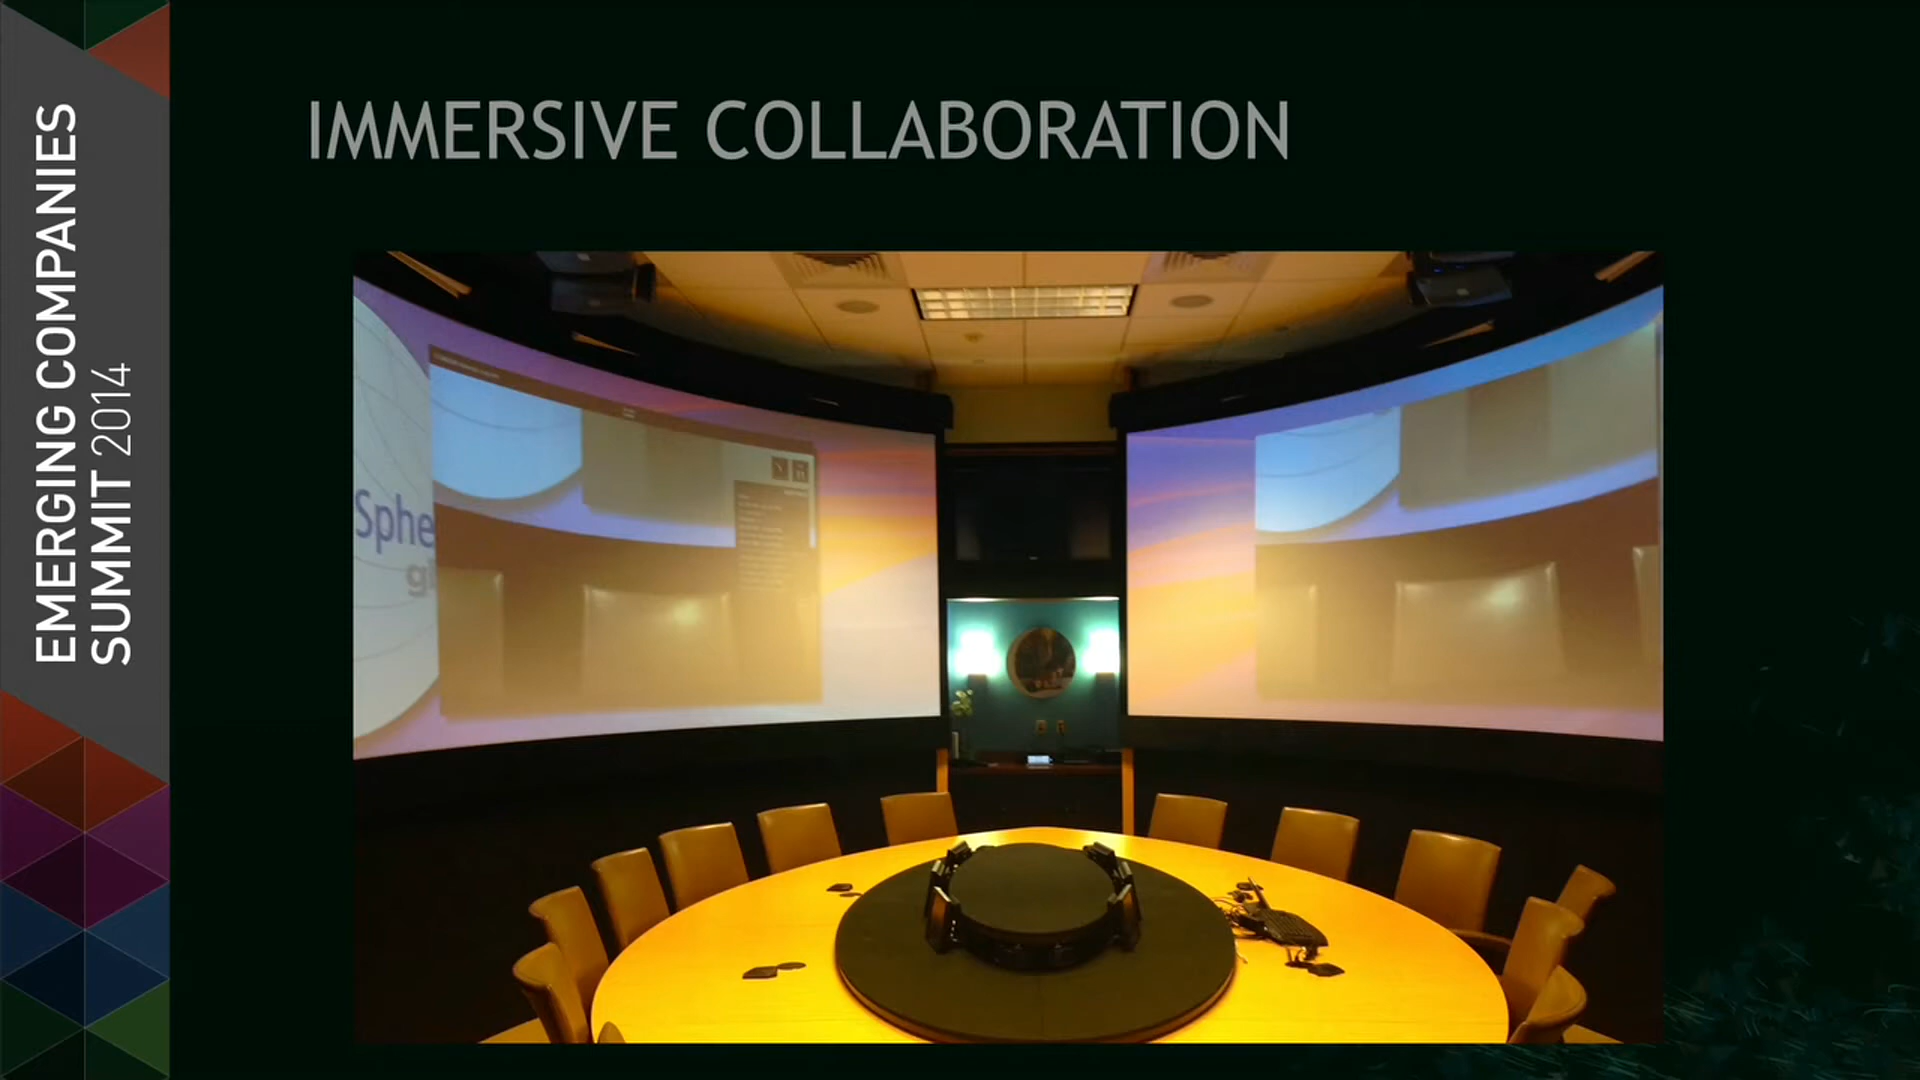 EMERGING COMPANIES
SUMMIT 2014
IMMERSIVE COLLABORATION
Sphe